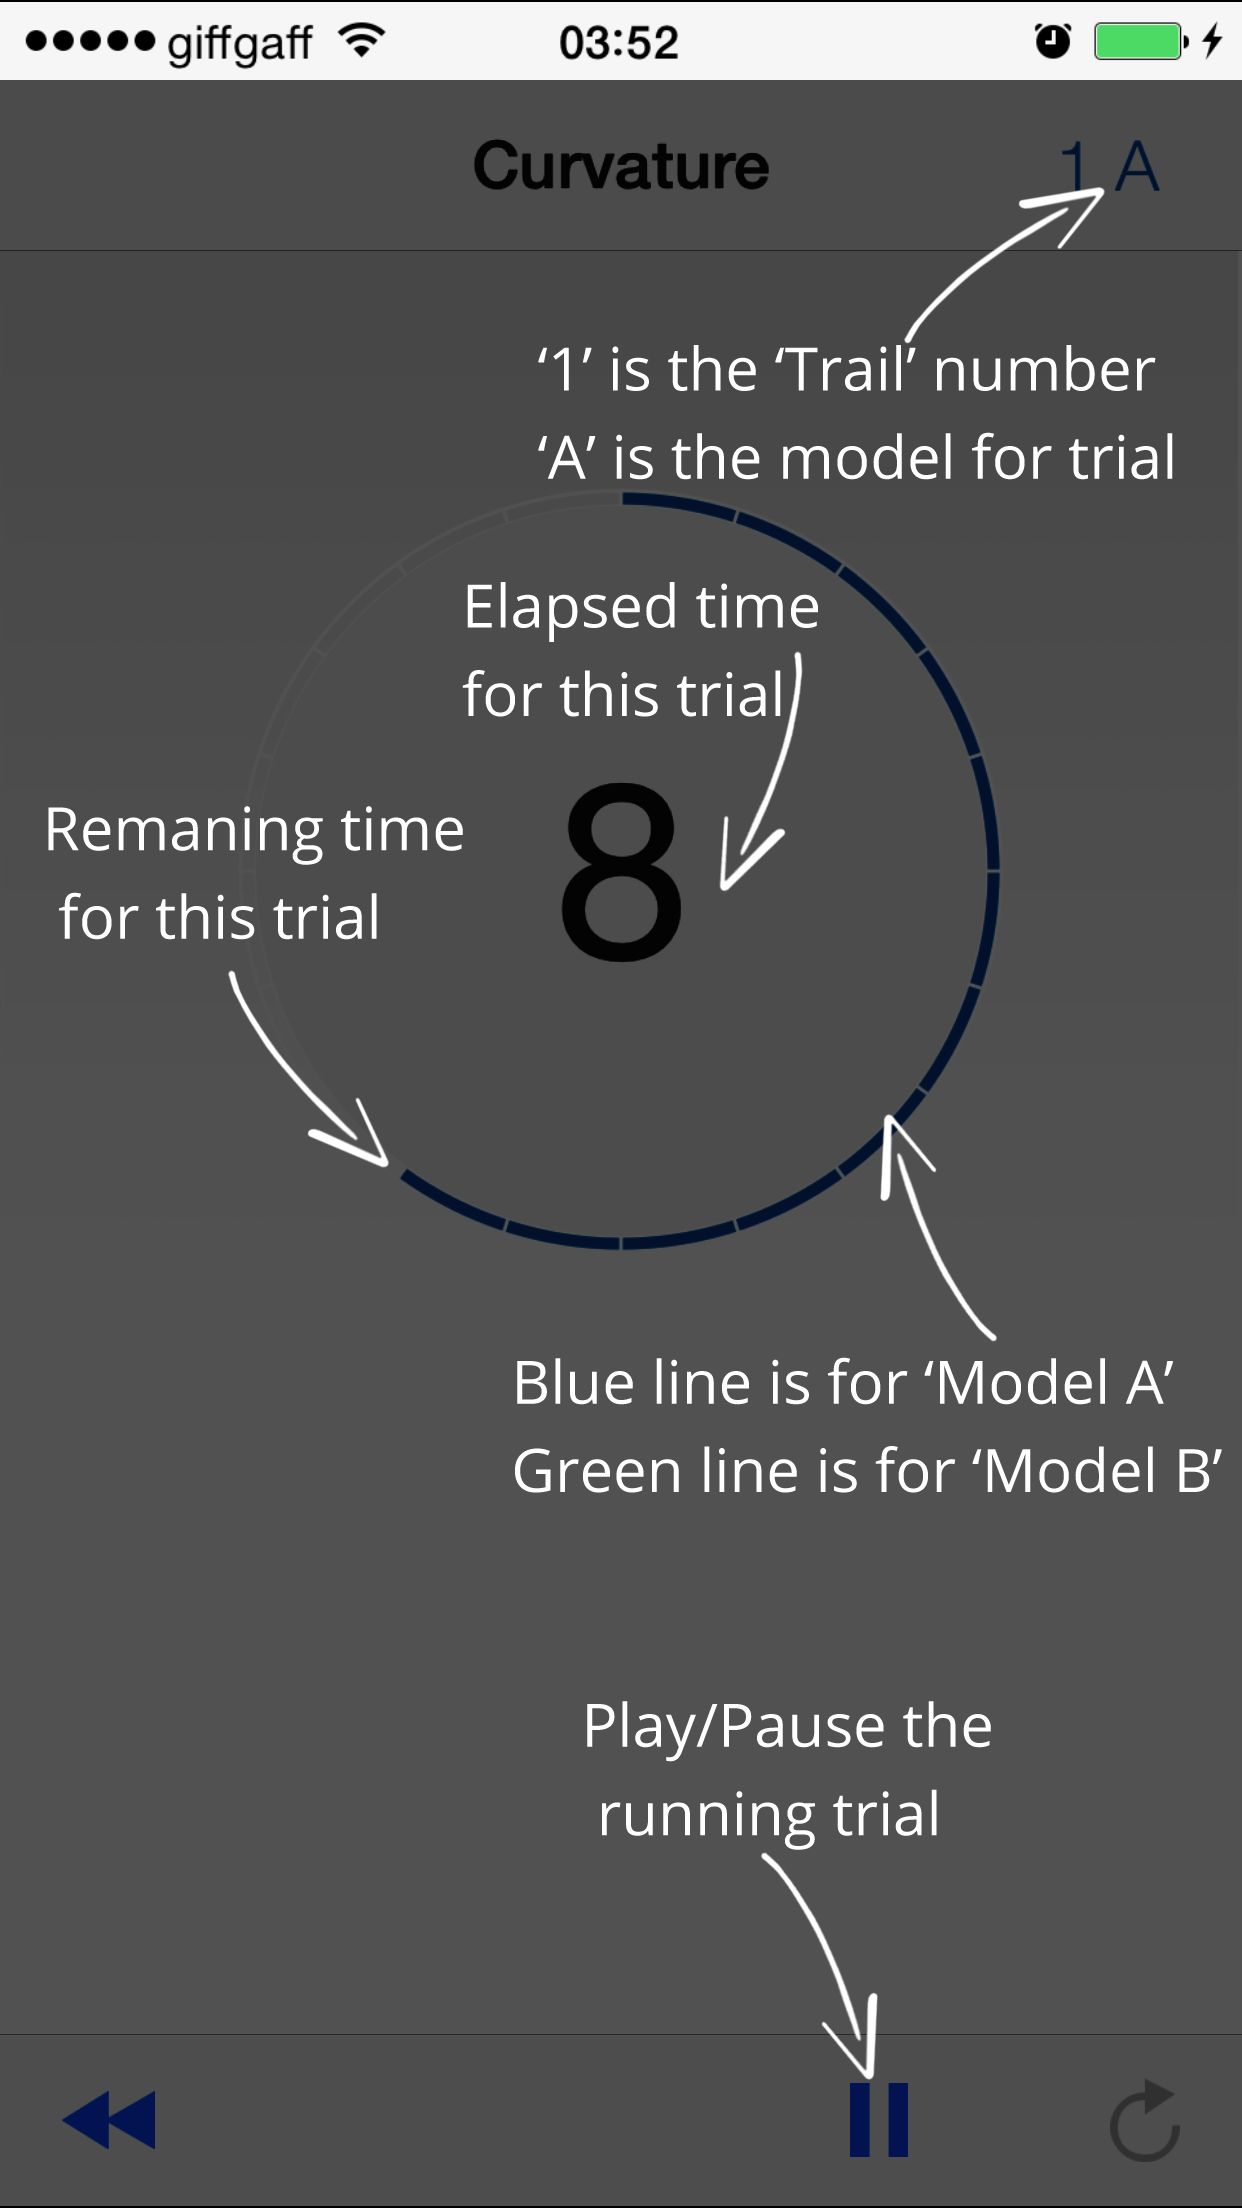 giffgaff 03:52
Curvature 1 A
‘1’ is the ‘Trail’ number
‘A’ is the model for trial
Elapsed time
for this trial
8
Remaning time
for this trial
Blue line is for ‘Model A’
Green line is for ‘Model B’
Play/Pause the
running trial